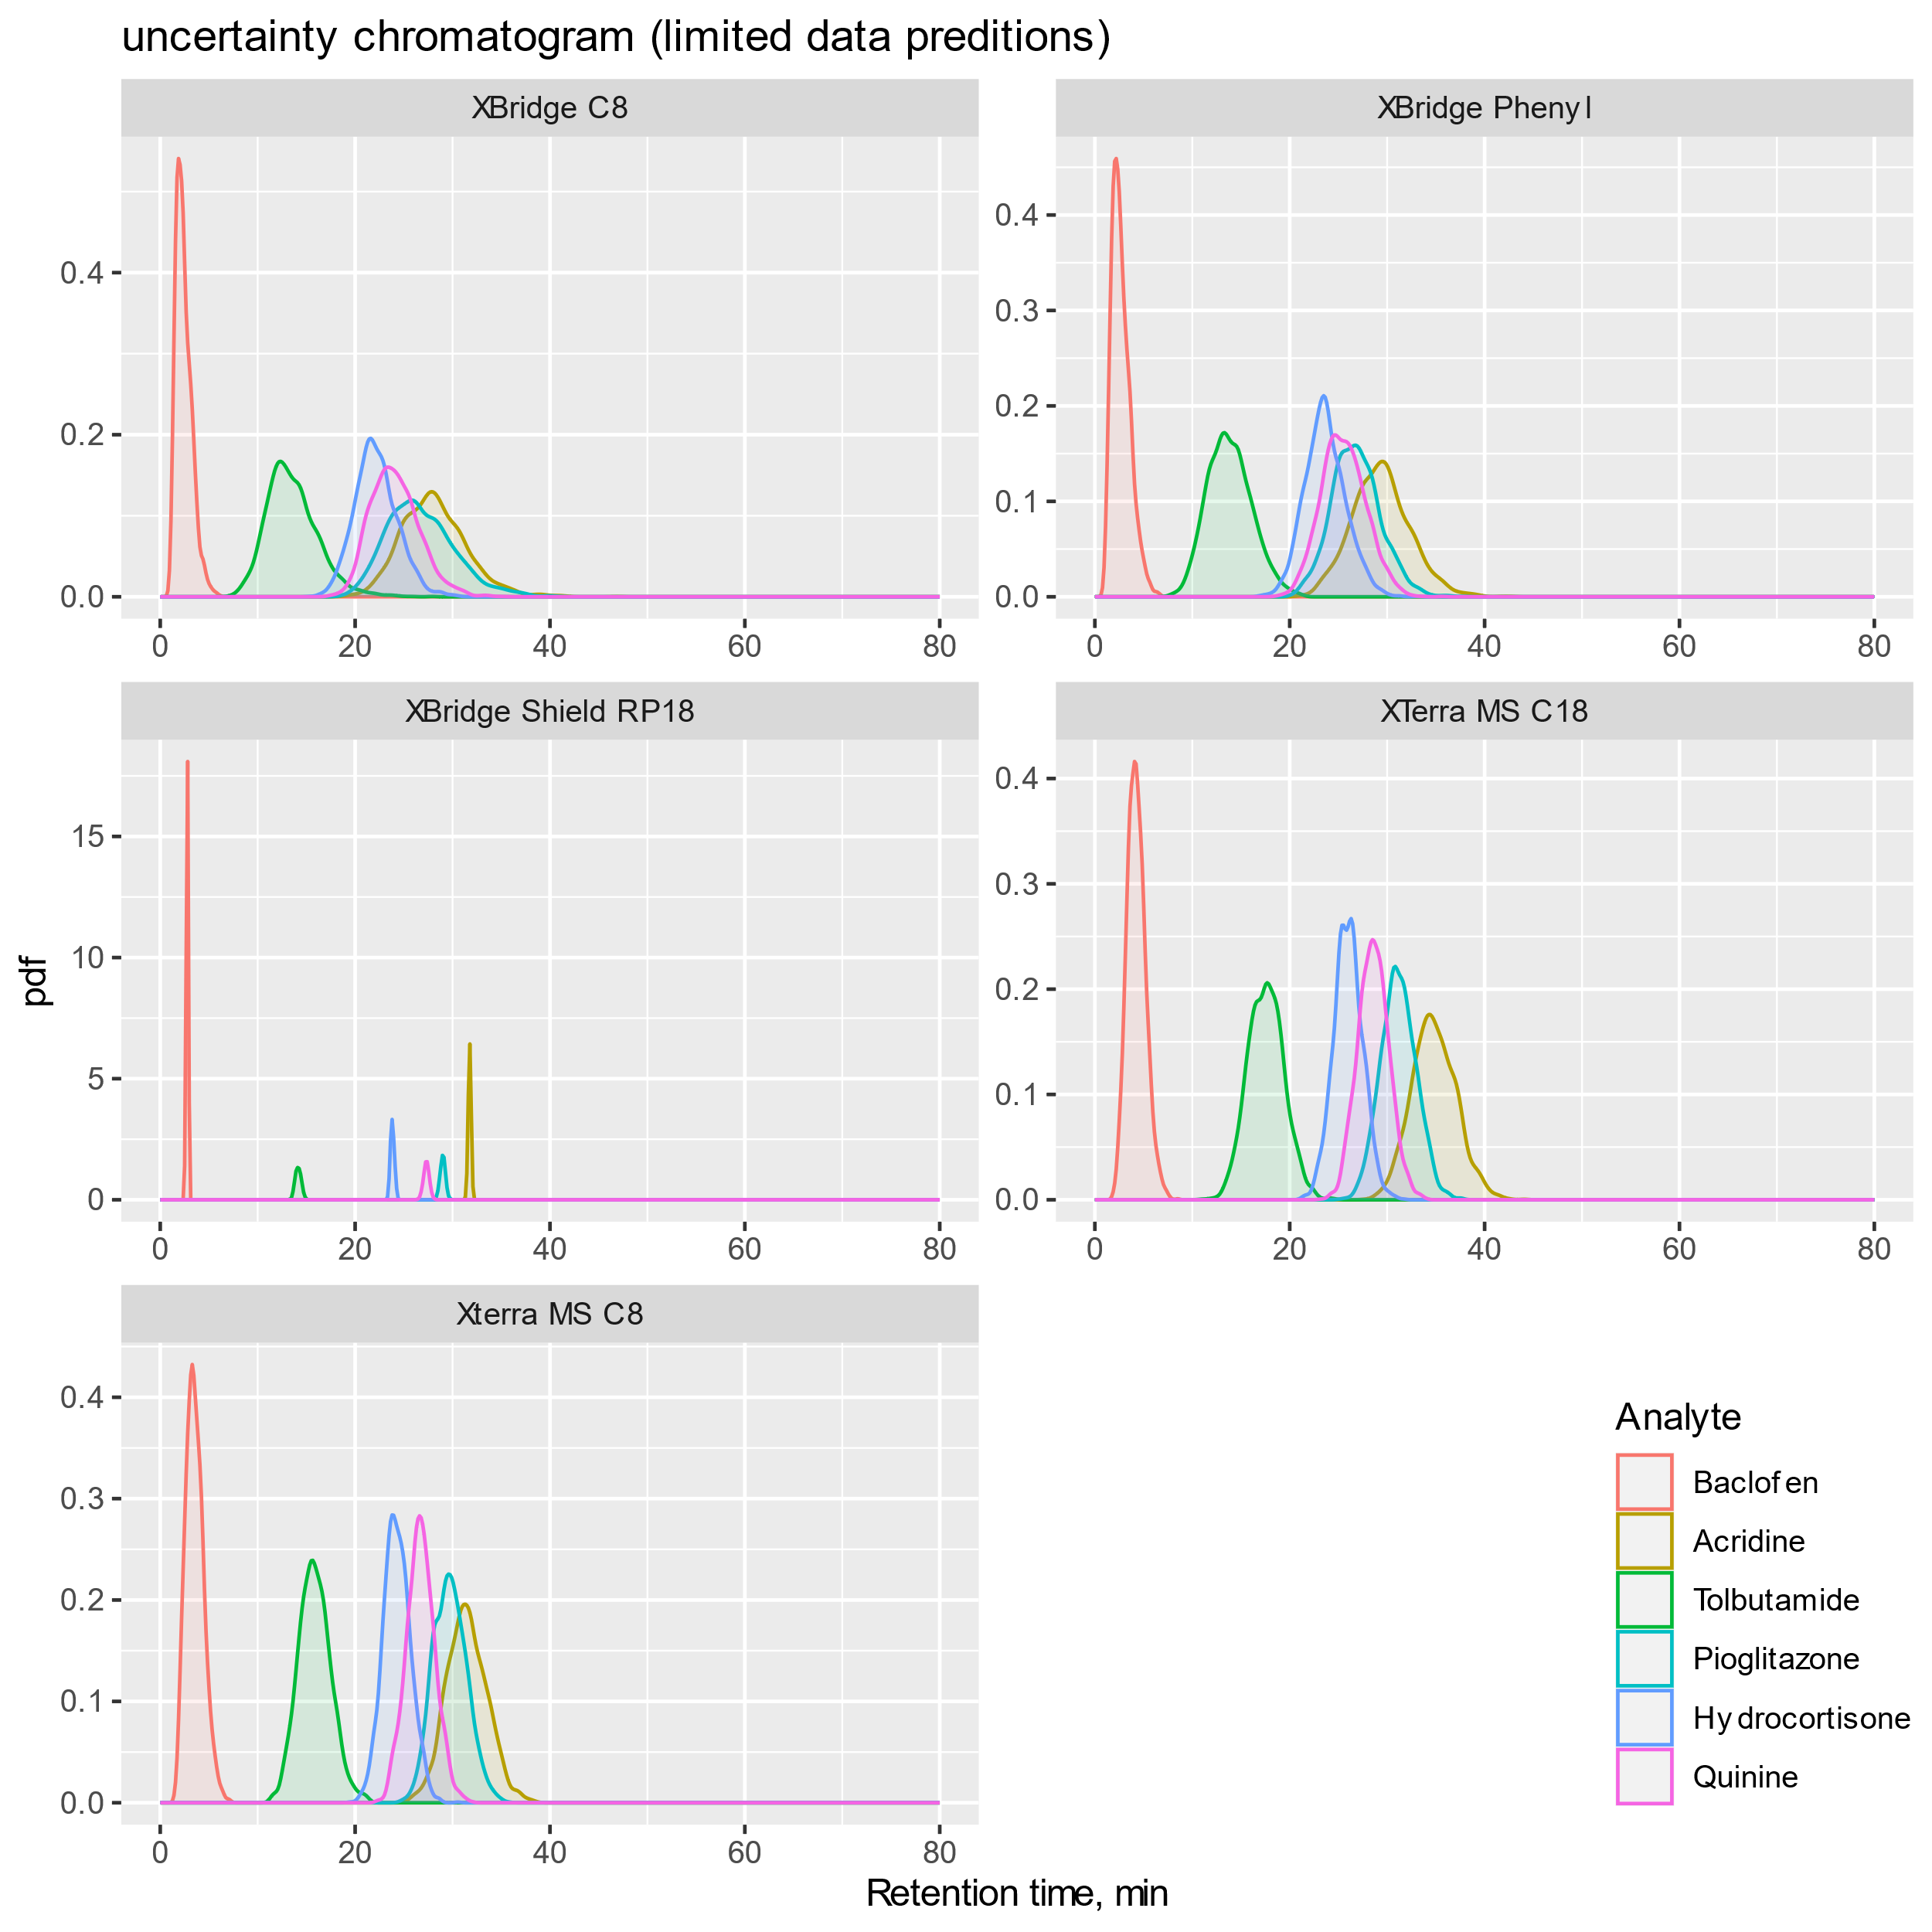 uncertainty chromatogram (limited data preditions)
XBridge C8
XBridge Phenyl
0.4
0.2
0.0
0 20 40 60 80
0.4
0.3
0.2
0.1
0.0
0 20 40 60 80
XBridge Shield RP18
XTerra MS C18
pdf
15
10
5
0
0 20 40 60 80
0.4
0.3
0.2
0.1
0.0
0 20 40 60 80
Xterra MS C8
0.4
0.3
0.2
0.1
0.0
0 20 40 60 80
Retention time, min
Analyte
Baclofen
Acridine
Tolbutamide
Pioglitazone
Hydrocortisone
Quinine